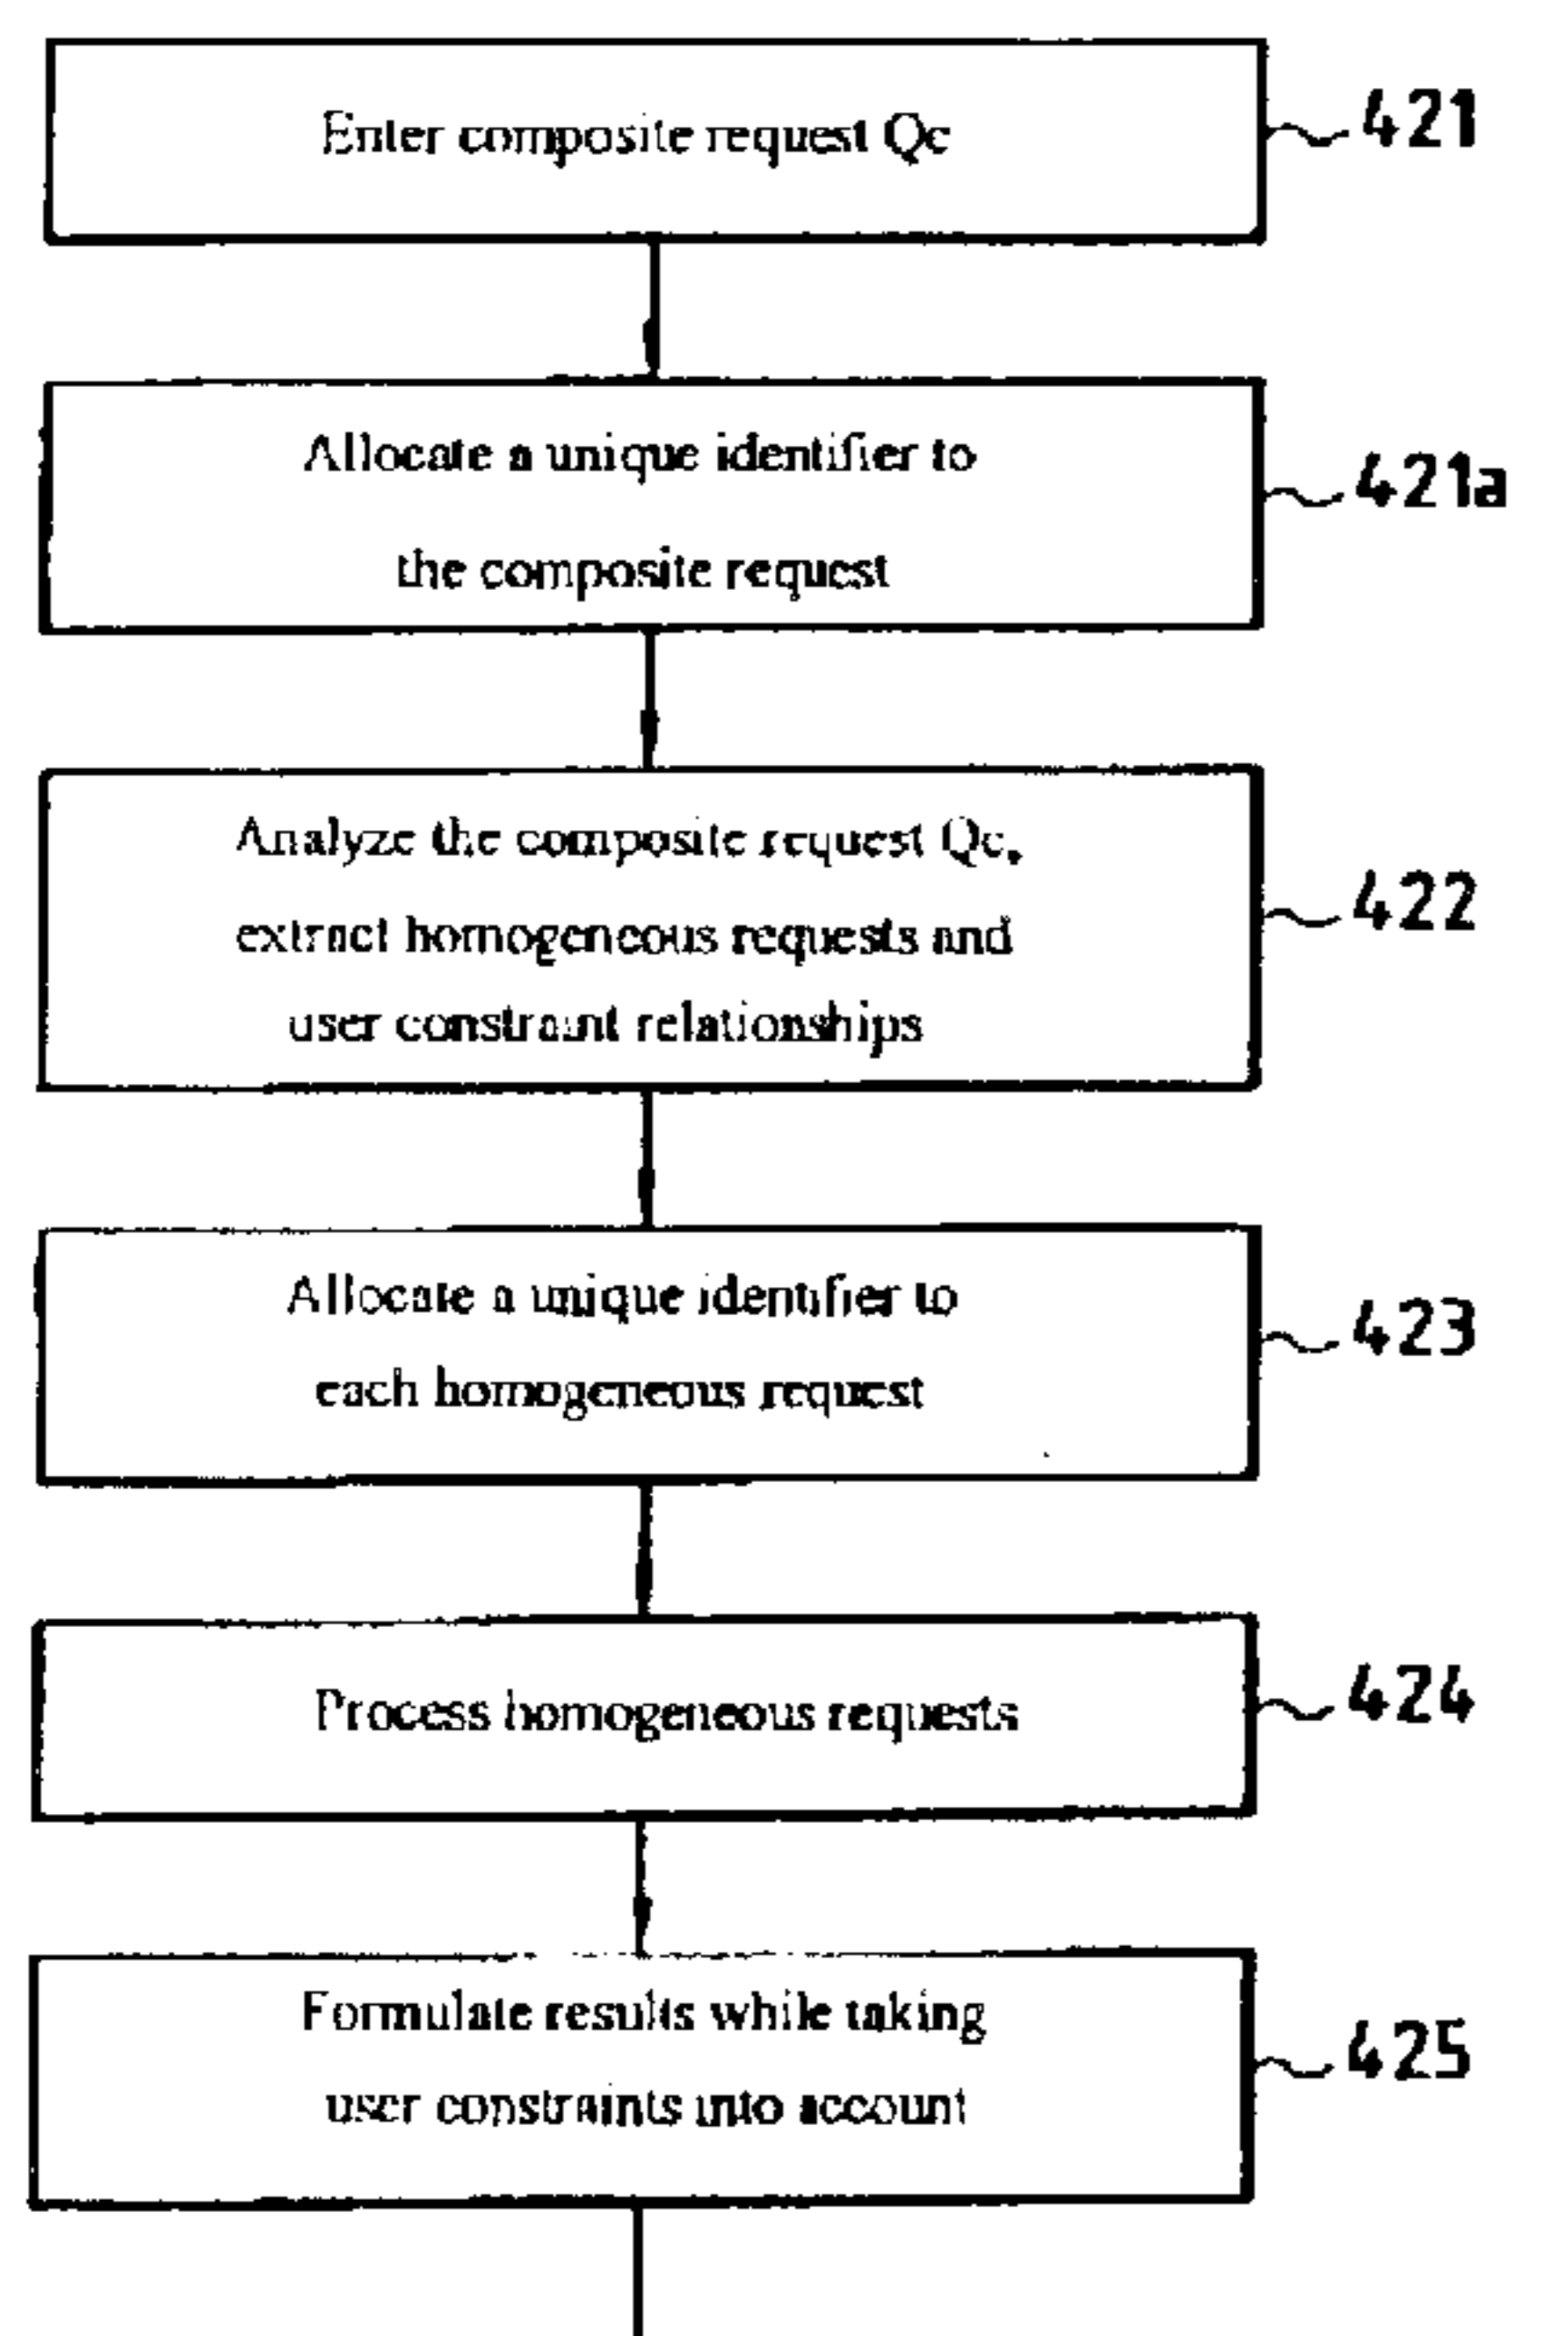 Enter composite request Qc
421
Allocate a unique identifier to
the composite request
421a
Analyze the composite request Qc,
extract homogeneous requests and
user constraint relationships
422
Allocate a unique identifier to
each homogeneous request
423
Process homogeneous requests
424
Formulate results while taking
user constraints into account
425